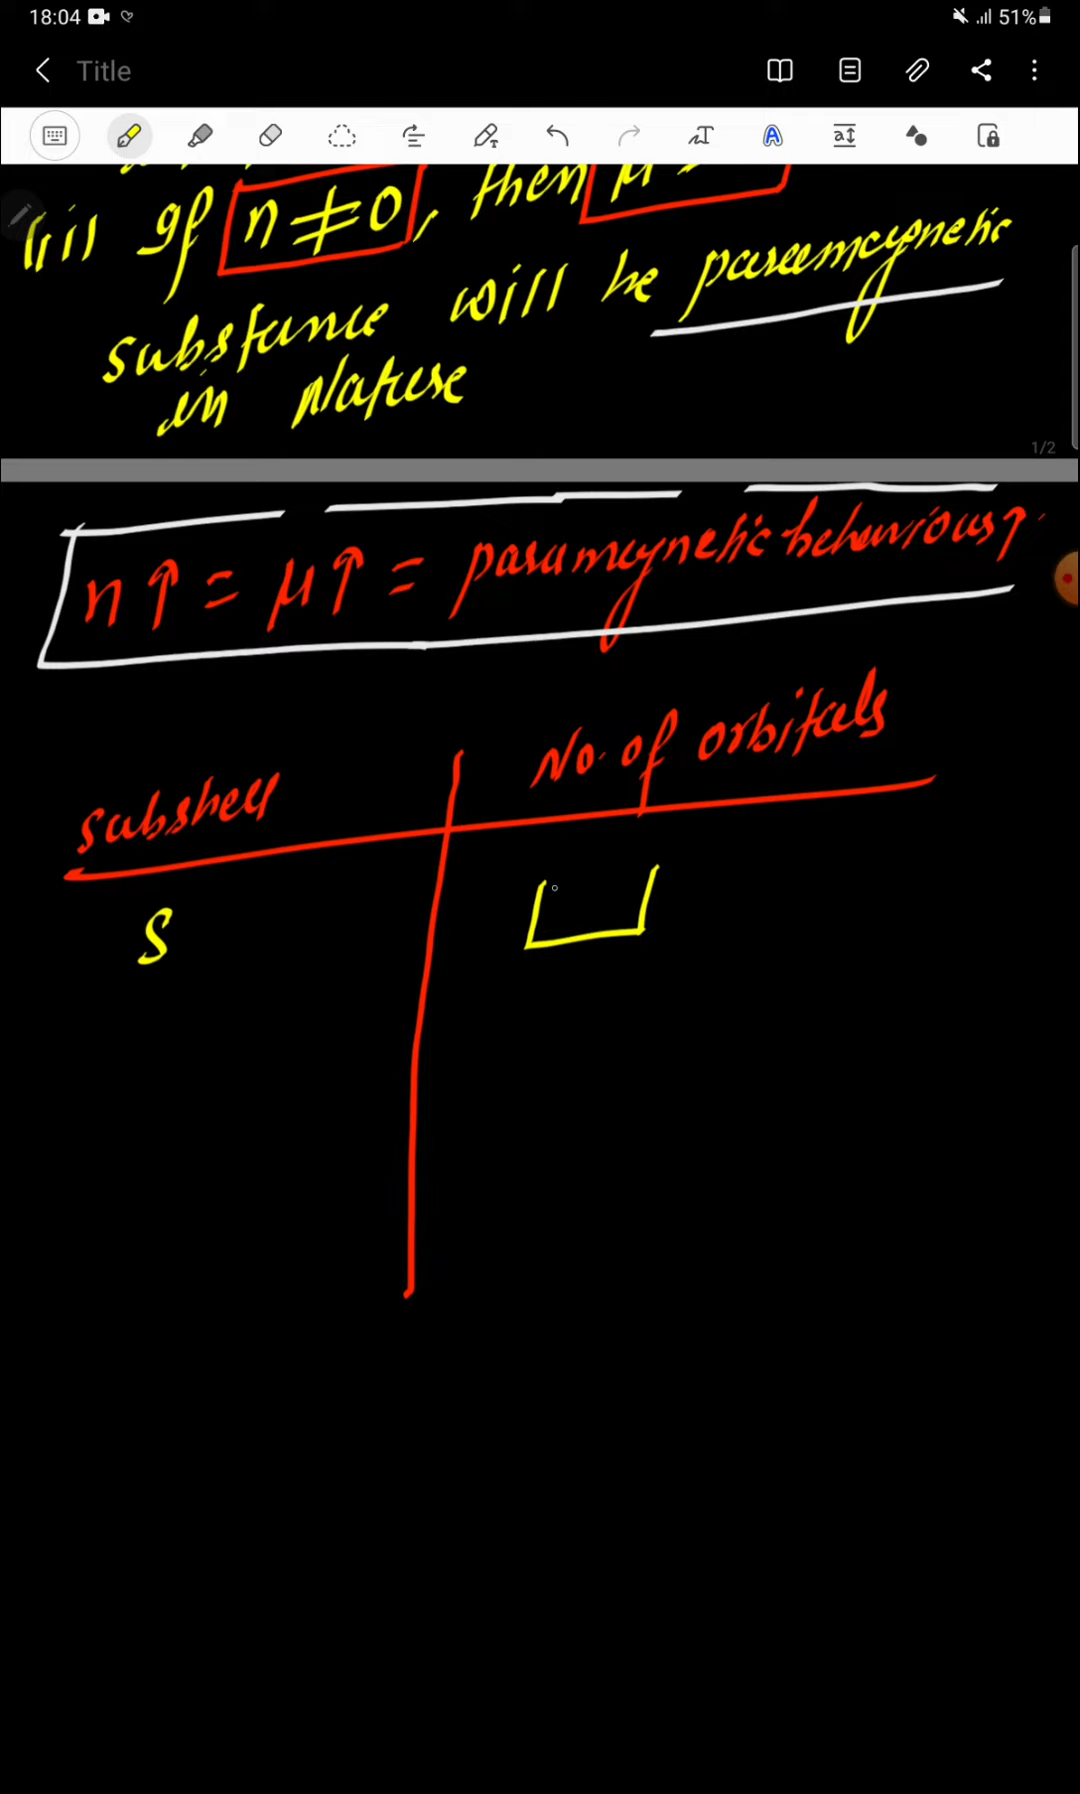 18:04 51%
Title
(ii) If n≠0, then μ
substance will be paramagnetic
in Nature
1/2
n↑ = μ↑ = paramagnetic behaviour↑
Subshell No. of orbitals
S